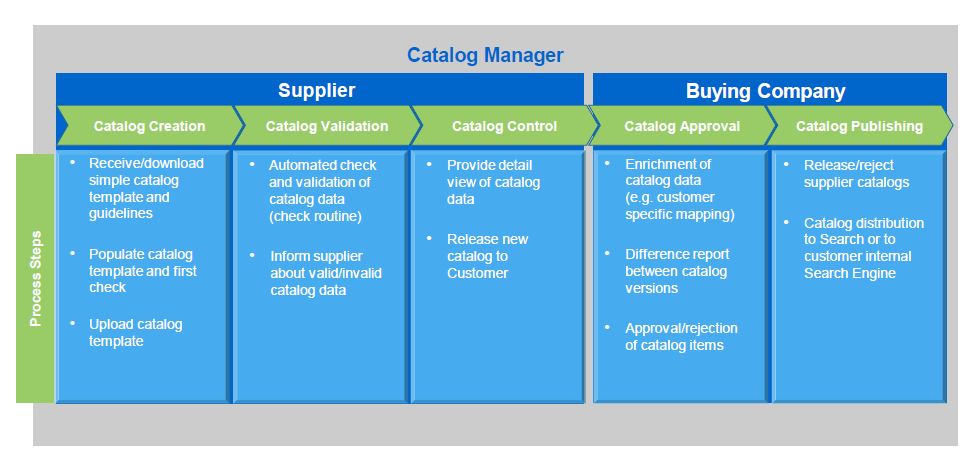 Catalog Manager
Supplier
Buying Company
Catalog Creation
Catalog Validation
Catalog Control
Catalog Approval
Catalog Publishing
Process Steps
• Receive/download
simple catalog
template and
guidelines
• Populate catalog
template and first
check
• Upload catalog
template
• Automated check
and validation of
catalog data
(check routine)
• Inform supplier
about valid/invalid
catalog data
• Provide detail
view of catalog
data
• Release new
catalog to
Customer
• Enrichment of
catalog data
(e.g. customer
specific mapping)
• Difference report
between catalog
versions
• Approval/rejection
of catalog items
• Release/reject
supplier catalogs
• Catalog distribution
to Search or to
customer internal
Search Engine